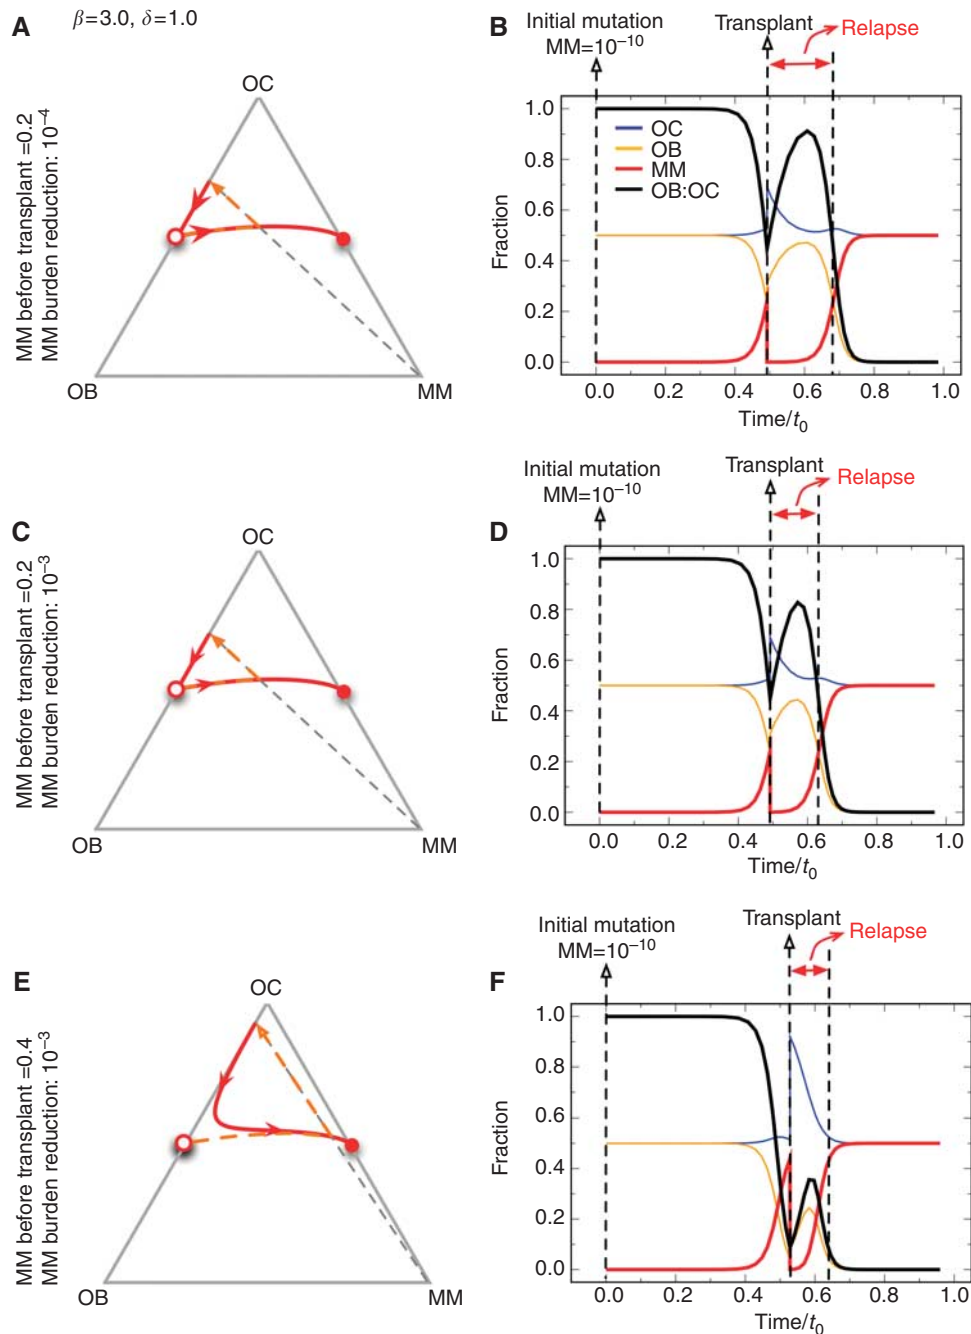 A
β=3.0, δ=1.0
MM before transplant =0.2
MM burden reduction: 10⁻⁴
OC
OB
MM
B
Initial mutation
MM=10⁻¹⁰
Transplant
Relapse
Fraction
1.0
0.8
0.6
0.4
0.2
0.0
OC
OB
MM
OB:OC
0.0
0.2
0.4
0.6
0.8
1.0
Time/t₀
C
MM before transplant =0.2
MM burden reduction: 10⁻³
OC
OB
MM
D
Initial mutation
MM=10⁻¹⁰
Transplant
Relapse
Fraction
1.0
0.8
0.6
0.4
0.2
0.0
0.0
0.2
0.4
0.6
0.8
1.0
Time/t₀
E
MM before transplant=0.4
MM burden reduction: 10⁻³
OC
OB
MM
F
Initial mutation
MM=10⁻¹⁰
Transplant
Relapse
Fraction
1.0
0.8
0.6
0.4
0.2
0.0
0.0
0.2
0.4
0.6
0.8
1.0
Time/t₀